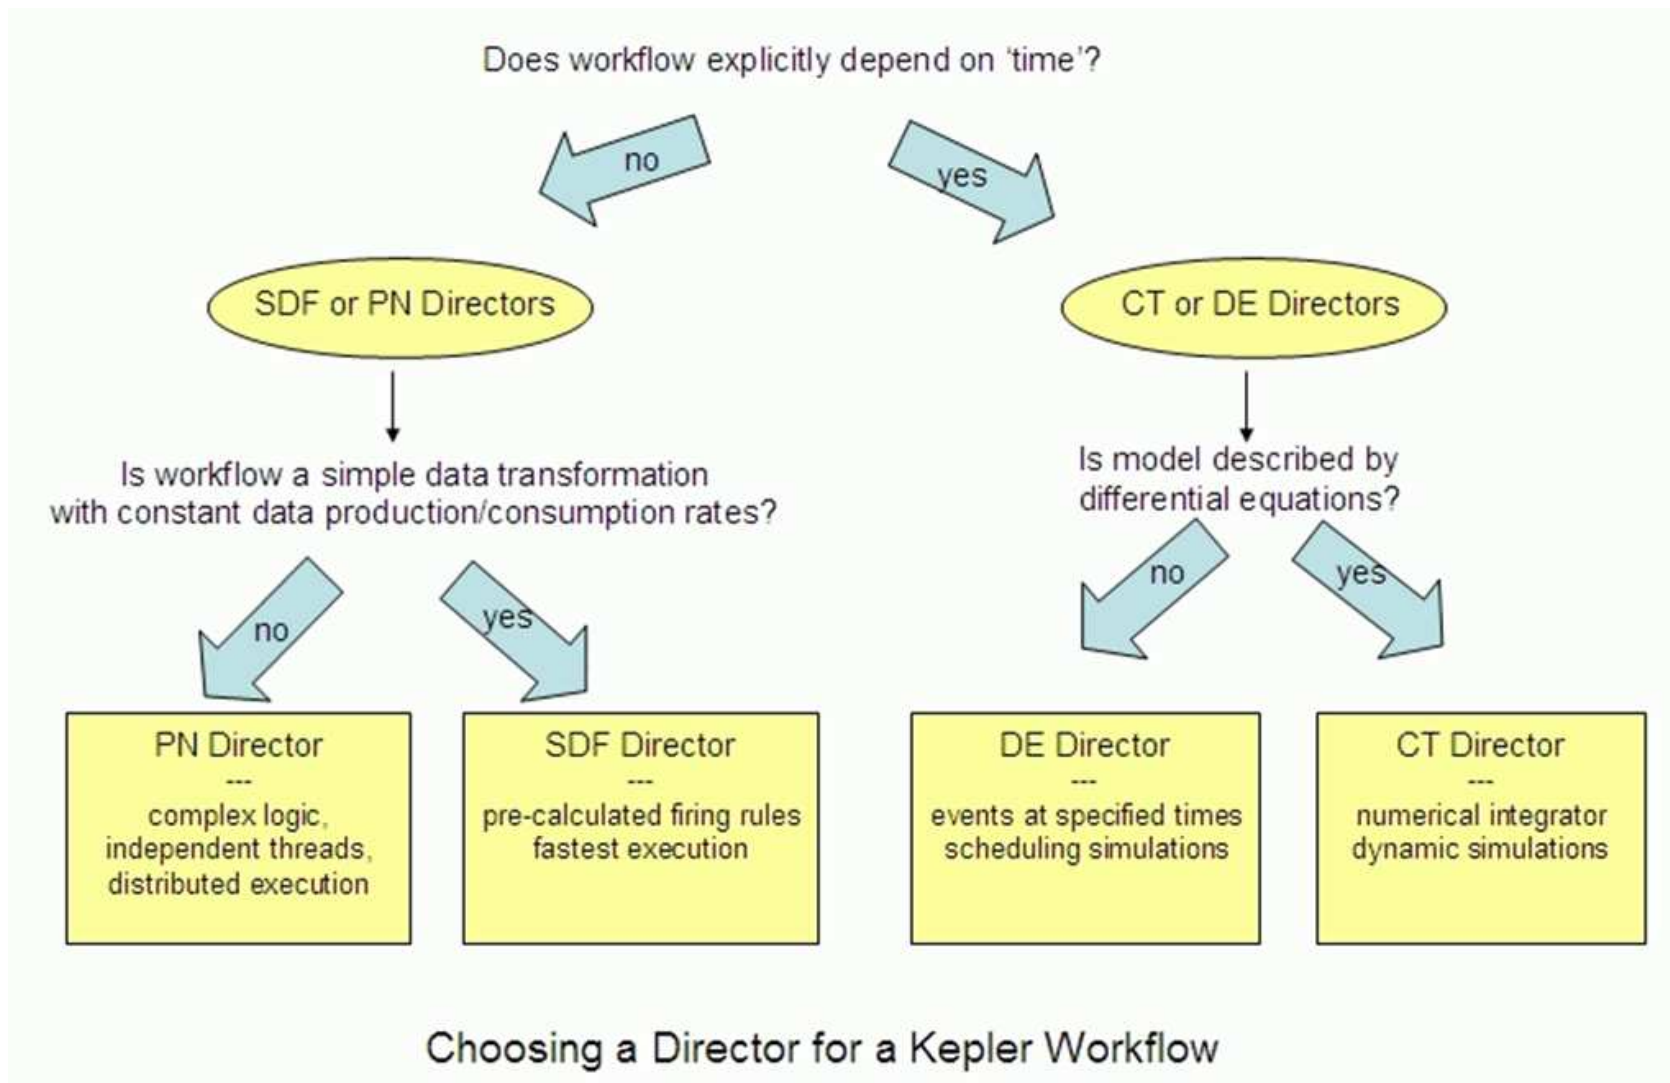 Does workflow explicitly depend on 'time'?
no
yes
SDF or PN Directors
CT or DE Directors
Is workflow a simple data transformation
with constant data production/consumption rates?
Is model described by
differential equations?
no
yes
no
yes
PN Director
---
complex logic,
independent threads,
distributed execution
SDF Director
---
pre-calculated firing rules
fastest execution
DE Director
---
events at specified times
scheduling simulations
CT Director
---
numerical integrator
dynamic simulations
Choosing a Director for a Kepler Workflow